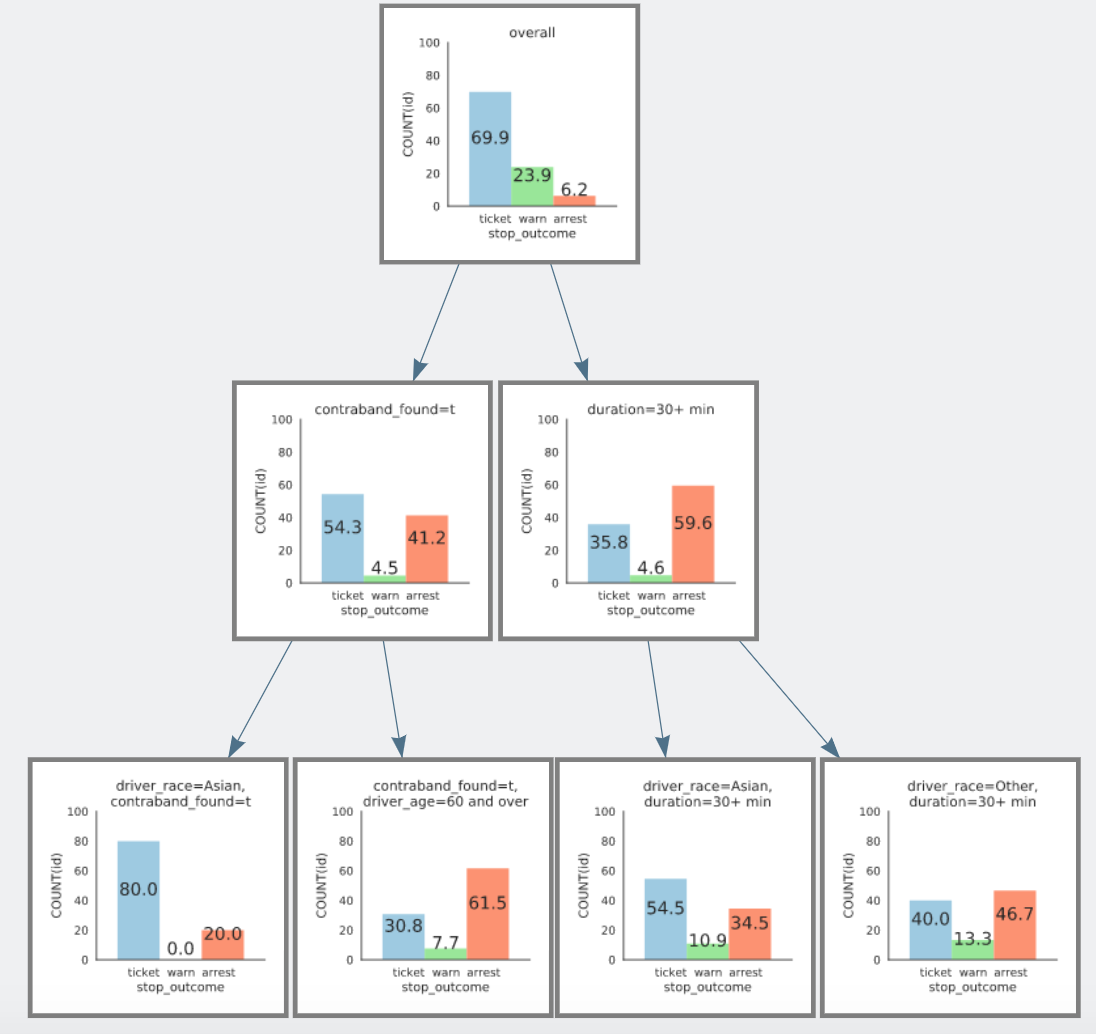 overall
100
80
60
40
20
0
COUNT(id)
69.9
23.9
6.2
ticket warn arrest
stop_outcome
contraband_found=t
100
80
60
40
20
0
COUNT(id)
54.3
4.5
41.2
ticket warn arrest
stop_outcome
duration=30+ min
100
80
60
40
20
0
COUNT(id)
35.8
4.6
59.6
ticket warn arrest
stop_outcome
driver_race=Asian,
contraband_found=t
100
80
60
40
20
0
COUNT(id)
80.0
0.0
20.0
ticket warn arrest
stop_outcome
contraband_found=t,
driver_age=60 and over
100
80
60
40
20
0
COUNT(id)
30.8
7.7
61.5
ticket warn arrest
stop_outcome
driver_race=Asian,
duration=30+ min
100
80
60
40
20
0
COUNT(id)
54.5
10.9
34.5
ticket warn arrest
stop_outcome
driver_race=Other,
duration=30+ min
100
80
60
40
20
0
COUNT(id)
40.0
13.3
46.7
ticket warn arrest
stop_outcome